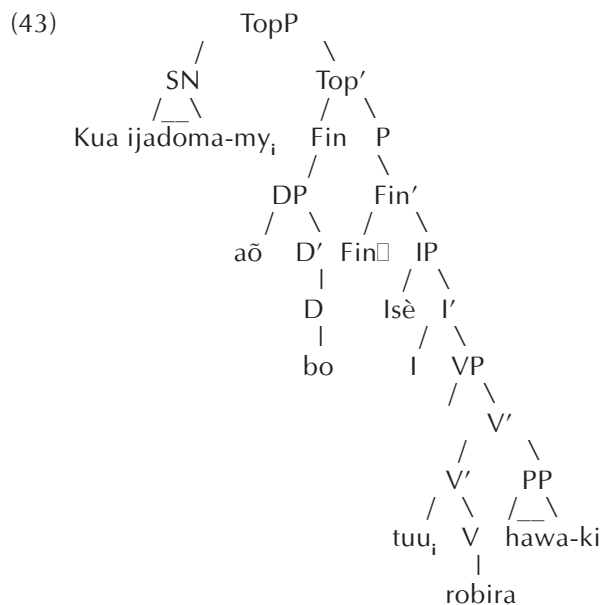 (43) TopP
SN Top’
Kua ijadoma-myᵢ Fin P
DP Fin’
aõ D’ Fin□ IP
D Isè I’
bo I VP
V’
V’ PP
tuuᵢ V hawa-ki
robira